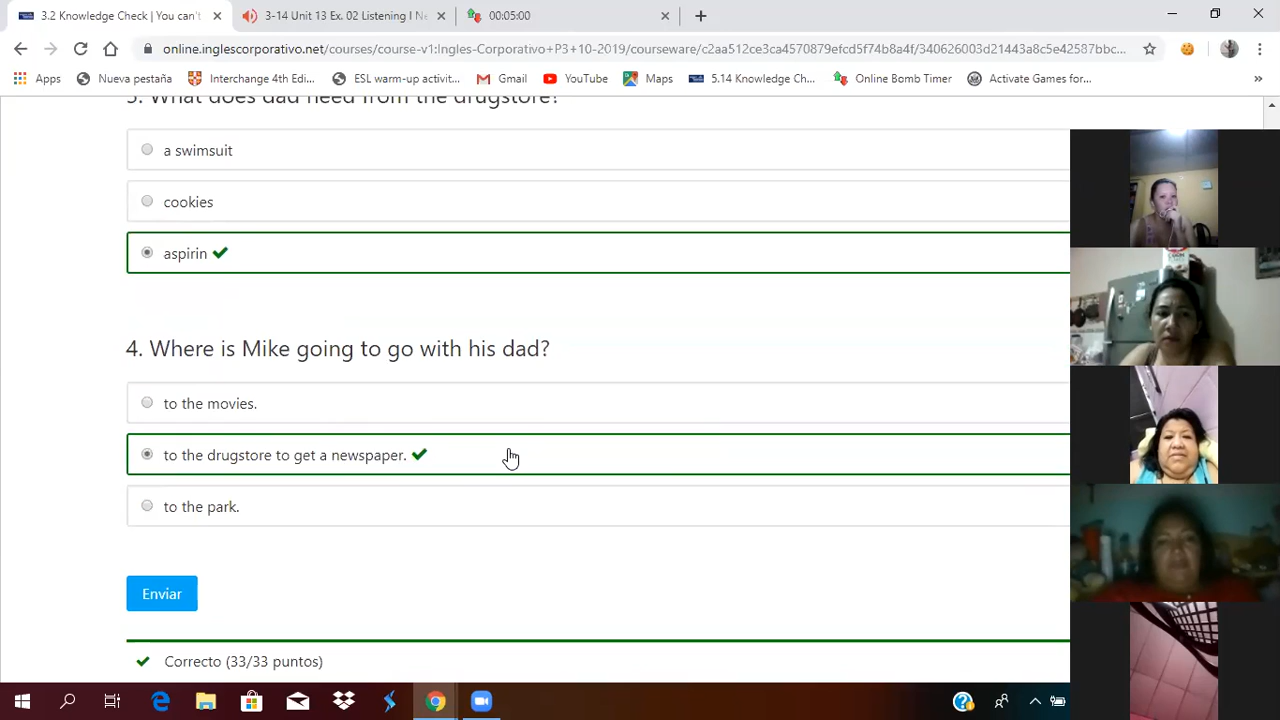 3.2 Knowledge Check | You can't
3-14 Unit 13 Ex. 02 Listening I Ne
00:05:00
online.inglescorporativo.net/courses/course-v1:Ingles-Corporativo+P3+10-2019/courseware/c2ae512ce3ca4570879efcd5f74b8a4f/340626003d21443a8c5e42587bbc...
Apps
Nueva pestaña
Interchange 4th Edi...
ESL warm-up activit...
Gmail
YouTube
Maps
5.14 Knowledge Ch...
Online Bomb Timer
Activate Games for...
3. What does dad need from the drugstore?
a swimsuit
cookies
aspirin
4. Where is Mike going to go with his dad?
to the movies.
to the drugstore to get a newspaper.
to the park.
Enviar
Correcto (33/33 puntos)